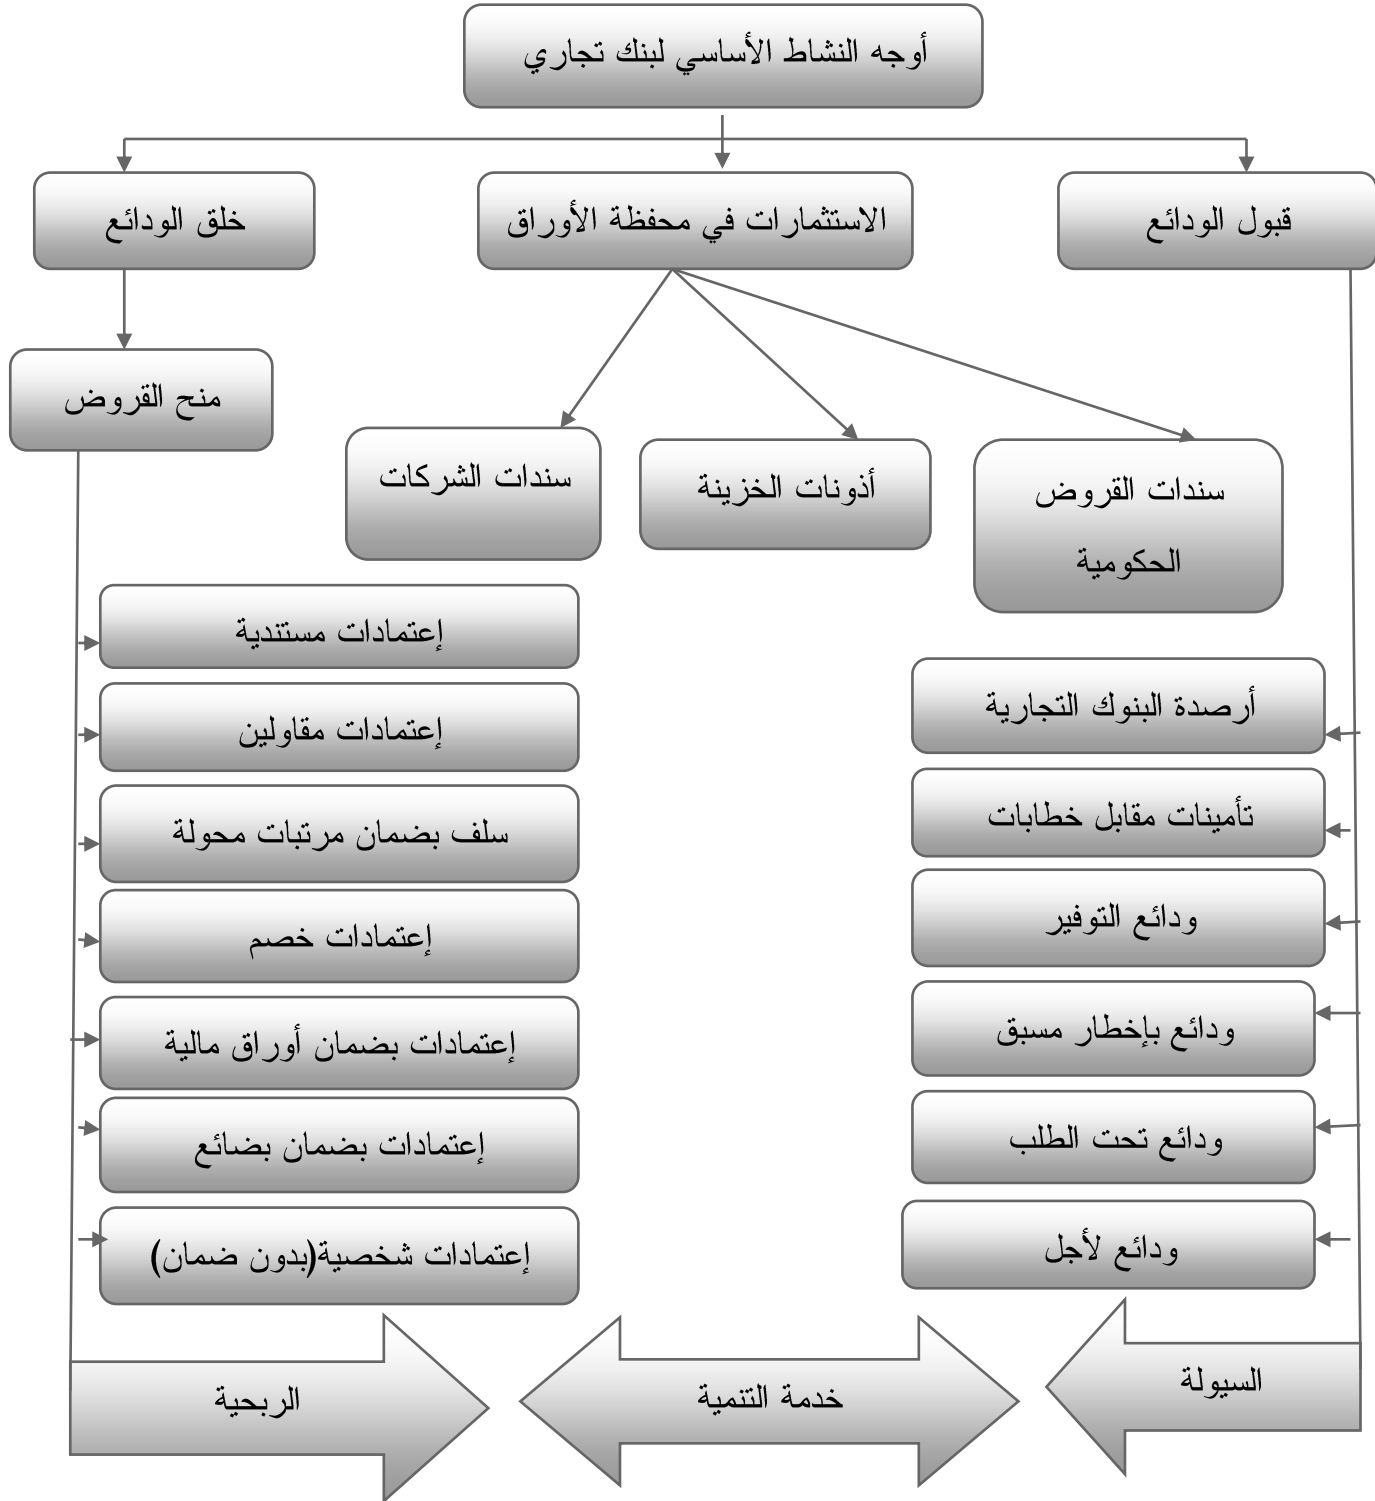 أوجه النشاط الأساسي لبنك تجاري
قبول الودائع
الاستثمارات في محفظة الأوراق
خلق الودائع
منح القروض
سندات القروض
الحكومية
أذونات الخزينة
سندات الشركات
أرصدة البنوك التجارية
تأمينات مقابل خطابات
ودائع التوفير
ودائع بإخطار مسبق
ودائع تحت الطلب
ودائع لأجل
إعتمادات مستندية
إعتمادات مقاولين
سلف بضمان مرتبات محولة
إعتمادات خصم
إعتمادات بضمان أوراق مالية
إعتمادات بضمان بضائع
إعتمادات شخصية(بدون ضمان)
السيولة
خدمة التنمية
الربحية